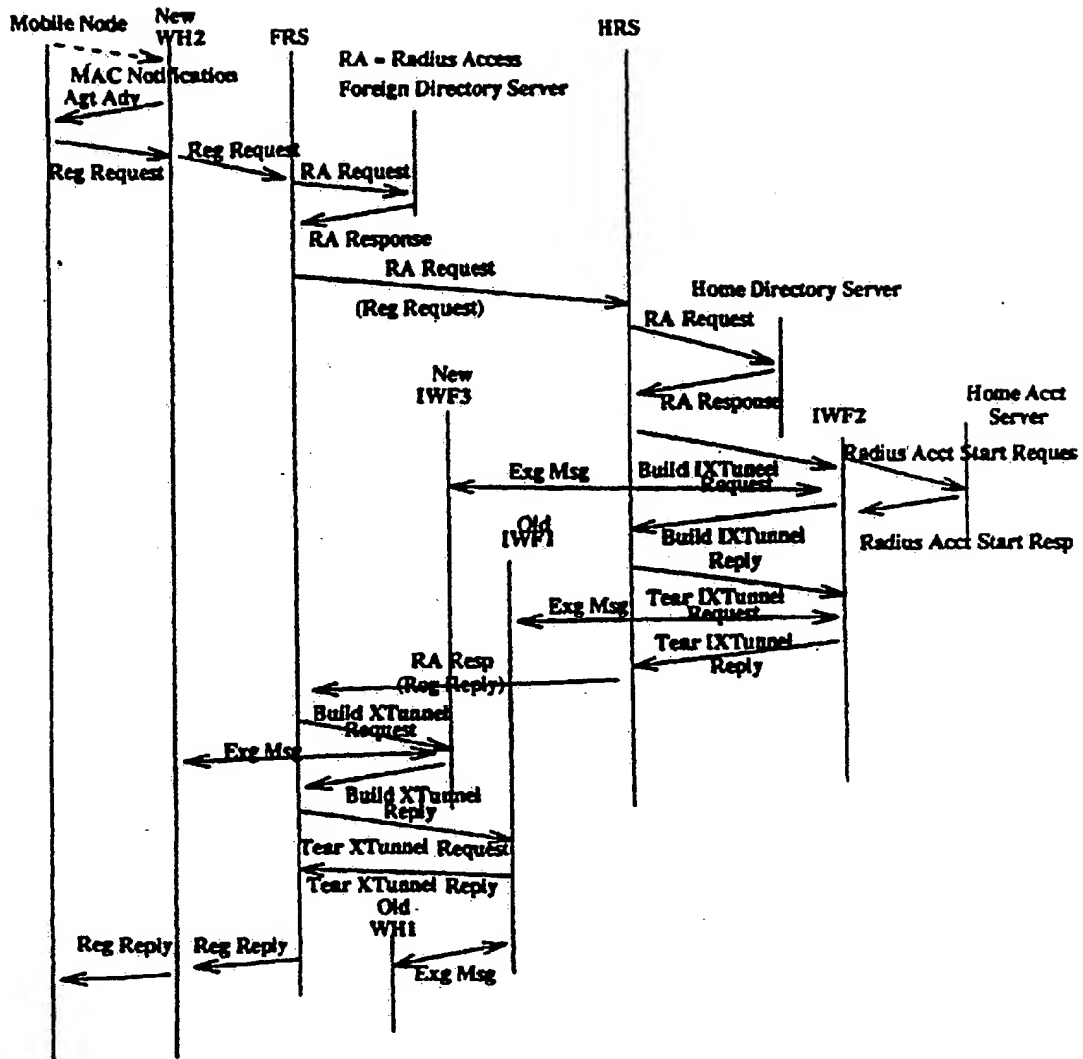 Mobile Node
New
WH2
FRS
HRS
RA = Radius Access
Foreign Directory Server
MAC Notification
Agt Adv
Reg Request
Reg Request
RA Request
RA Response
RA Request
(Reg Request)
Home Directory Server
RA Request
RA Response
New
IWF3
IWF2
Home Acct
Server
Radius Acct Start Reques
Exg Msg
Build IXTunnel
Request
Old
IWF1
Build IXTunnel
Reply
Radius Acct Start Resp
Exg Msg
Tear IXTunnel
Request
Tear IXTunnel
Reply
RA Resp
(Reg Reply)
Build XTunnel
Request
Exg Msg
Build XTunnel
Reply
Tear XTunnel Request
Tear XTunnel Reply
Old
WH1
Reg Reply
Reg Reply
Exg Msg